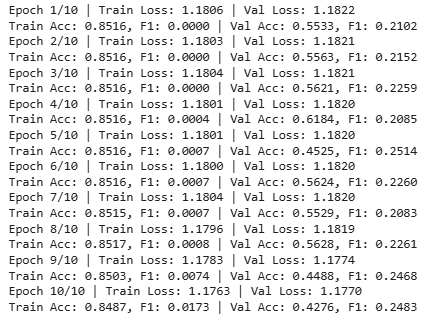 Epoch 1/10 | Train Loss: 1.1806 | Val Loss: 1.1822
Train Acc: 0.8516, F1: 0.0000 | Val Acc: 0.5533, F1: 0.2102
Epoch 2/10 | Train Loss: 1.1803 | Val Loss: 1.1821
Train Acc: 0.8516, F1: 0.0000 | Val Acc: 0.5563, F1: 0.2152
Epoch 3/10 | Train Loss: 1.1804 | Val Loss: 1.1821
Train Acc: 0.8516, F1: 0.0000 | Val Acc: 0.5621, F1: 0.2259
Epoch 4/10 | Train Loss: 1.1801 | Val Loss: 1.1820
Train Acc: 0.8516, F1: 0.0004 | Val Acc: 0.6184, F1: 0.2085
Epoch 5/10 | Train Loss: 1.1801 | Val Loss: 1.1820
Train Acc: 0.8516, F1: 0.0007 | Val Acc: 0.4525, F1: 0.2514
Epoch 6/10 | Train Loss: 1.1800 | Val Loss: 1.1820
Train Acc: 0.8516, F1: 0.0007 | Val Acc: 0.5624, F1: 0.2260
Epoch 7/10 | Train Loss: 1.1804 | Val Loss: 1.1820
Train Acc: 0.8515, F1: 0.0007 | Val Acc: 0.5529, F1: 0.2083
Epoch 8/10 | Train Loss: 1.1796 | Val Loss: 1.1819
Train Acc: 0.8517, F1: 0.0008 | Val Acc: 0.5628, F1: 0.2261
Epoch 9/10 | Train Loss: 1.1783 | Val Loss: 1.1774
Train Acc: 0.8503, F1: 0.0074 | Val Acc: 0.4488, F1: 0.2468
Epoch 10/10 | Train Loss: 1.1763 | Val Loss: 1.1770
Train Acc: 0.8487, F1: 0.0173 | Val Acc: 0.4276, F1: 0.2483